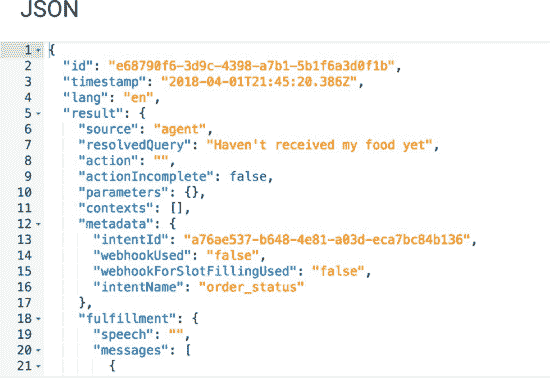 JSON
1 {
2 "id": "e68790f6-3d9c-4398-a7b1-5b1f6a3d0f1b",
3 "timestamp": "2018-04-01T21:45:20.386Z",
4 "lang": "en",
5 "result": {
6 "source": "agent",
7 "resolvedQuery": "Haven't received my food yet",
8 "action": "",
9 "actionIncomplete": false,
10 "parameters": {},
11 "contexts": [],
12 "metadata": {
13 "intentId": "a76ae537-b648-4e81-a03d-eca7bc84b136",
14 "webhookUsed": "false",
15 "webhookForSlotFillingUsed": "false",
16 "intentName": "order_status"
17 },
18 "fulfillment": {
19 "speech": "",
20 "messages": [
21 {